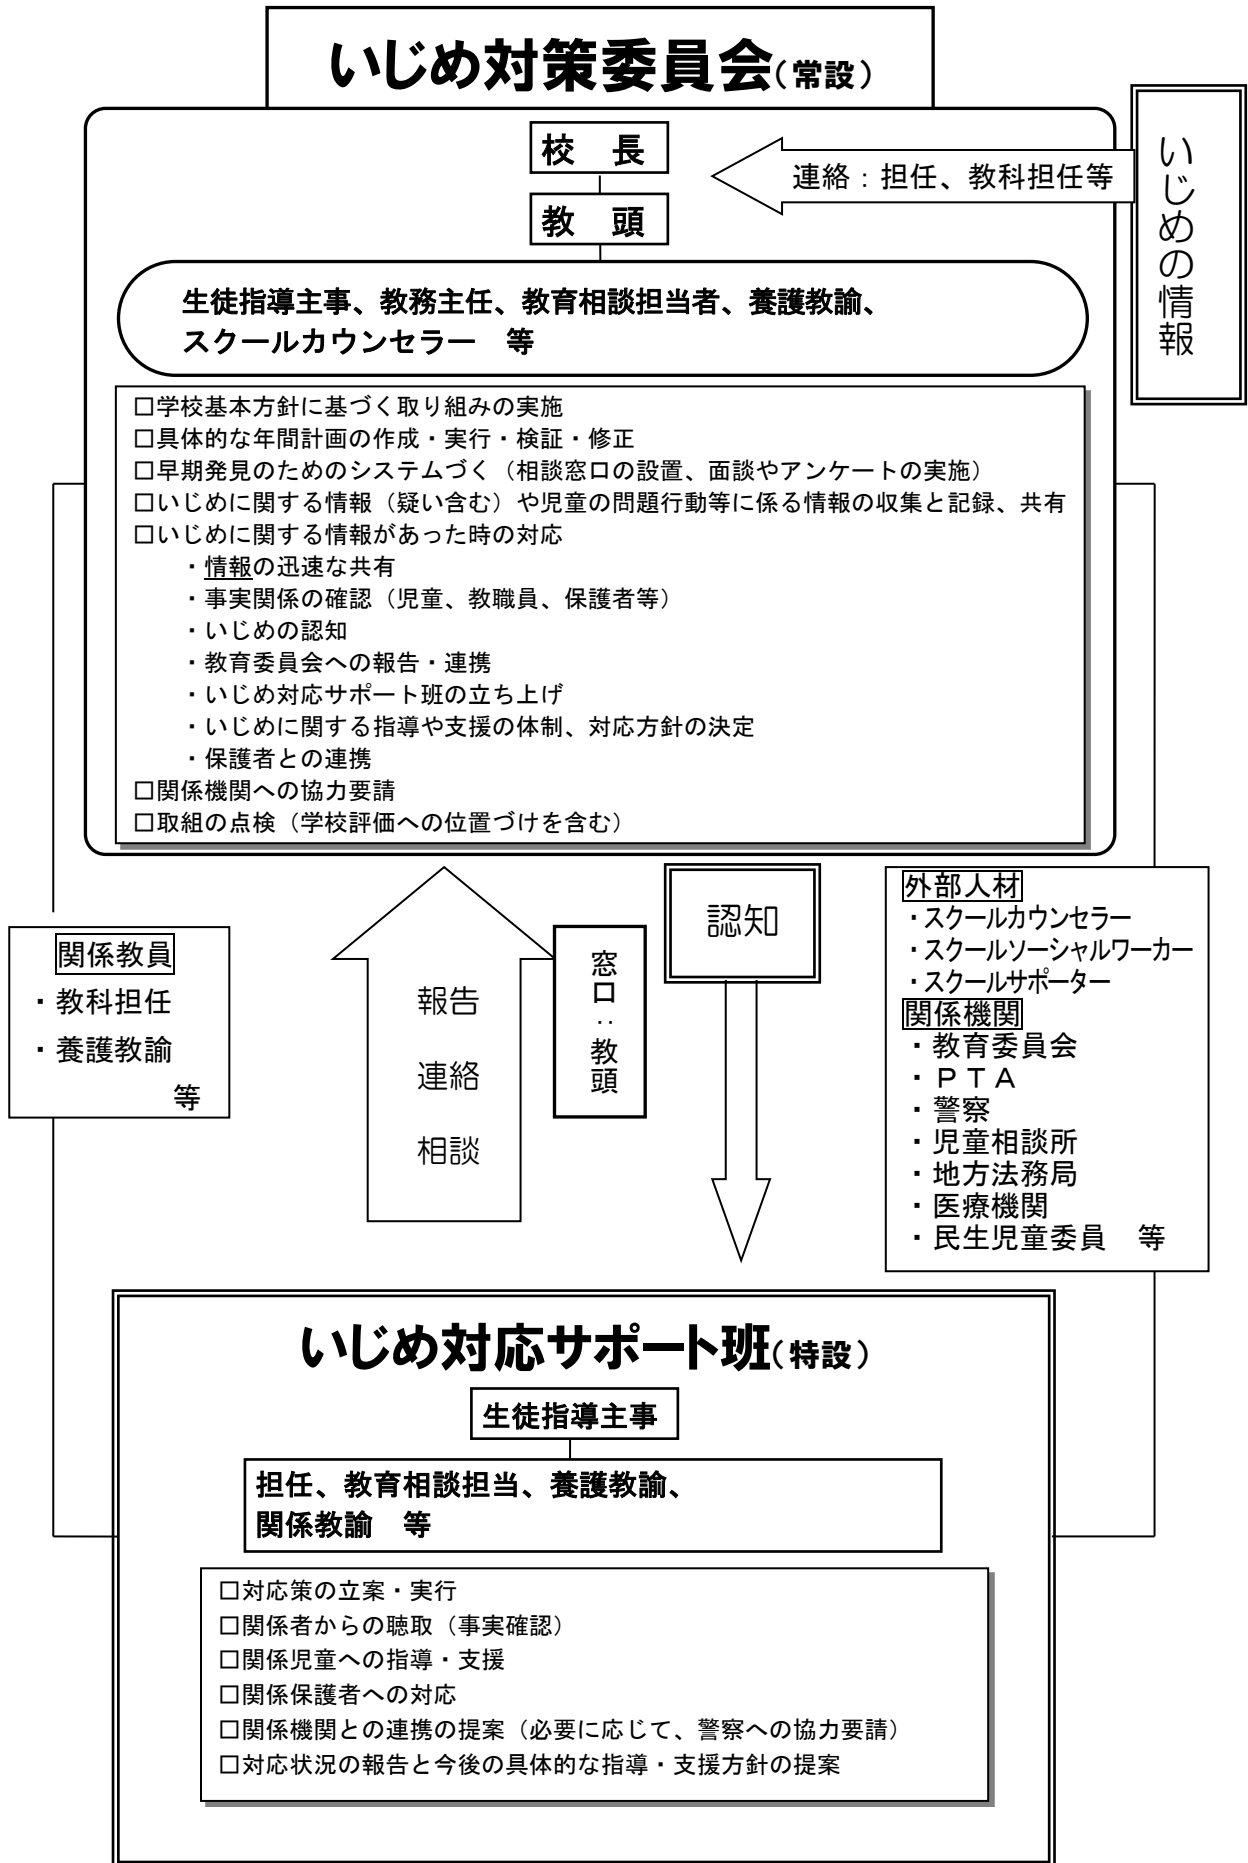 いじめ対策委員会(常設)
校　長
教　頭
連絡：担任、教科担任等
いじめの情報
生徒指導主事、教務主任、教育相談担当者、養護教諭、
スクールカウンセラー　等
□学校基本方針に基づく取り組みの実施
□具体的な年間計画の作成・実行・検証・修正
□早期発見のためのシステムづく（相談窓口の設置、面談やアンケートの実施）
□いじめに関する情報（疑い含む）や児童の問題行動等に係る情報の収集と記録、共有
□いじめに関する情報があった時の対応
・情報の迅速な共有
・事実関係の確認（児童、教職員、保護者等）
・いじめの認知
・教育委員会への報告・連携
・いじめ対応サポート班の立ち上げ
・いじめに関する指導や支援の体制、対応方針の決定
・保護者との連携
□関係機関への協力要請
□取組の点検（学校評価への位置づけを含む）
関係教員
・教科担任
・養護教諭
等
報告
連絡
相談
窓口：教頭
認知
外部人材
・スクールカウンセラー
・スクールソーシャルワーカー
・スクールサポーター
関係機関
・教育委員会
・ＰＴＡ
・警察
・児童相談所
・地方法務局
・医療機関
・民生児童委員　等
いじめ対応サポート班(特設)
生徒指導主事
担任、教育相談担当、養護教諭、
関係教諭　等
□対応策の立案・実行
□関係者からの聴取（事実確認）
□関係児童への指導・支援
□関係保護者への対応
□関係機関との連携の提案（必要に応じて、警察への協力要請）
□対応状況の報告と今後の具体的な指導・支援方針の提案